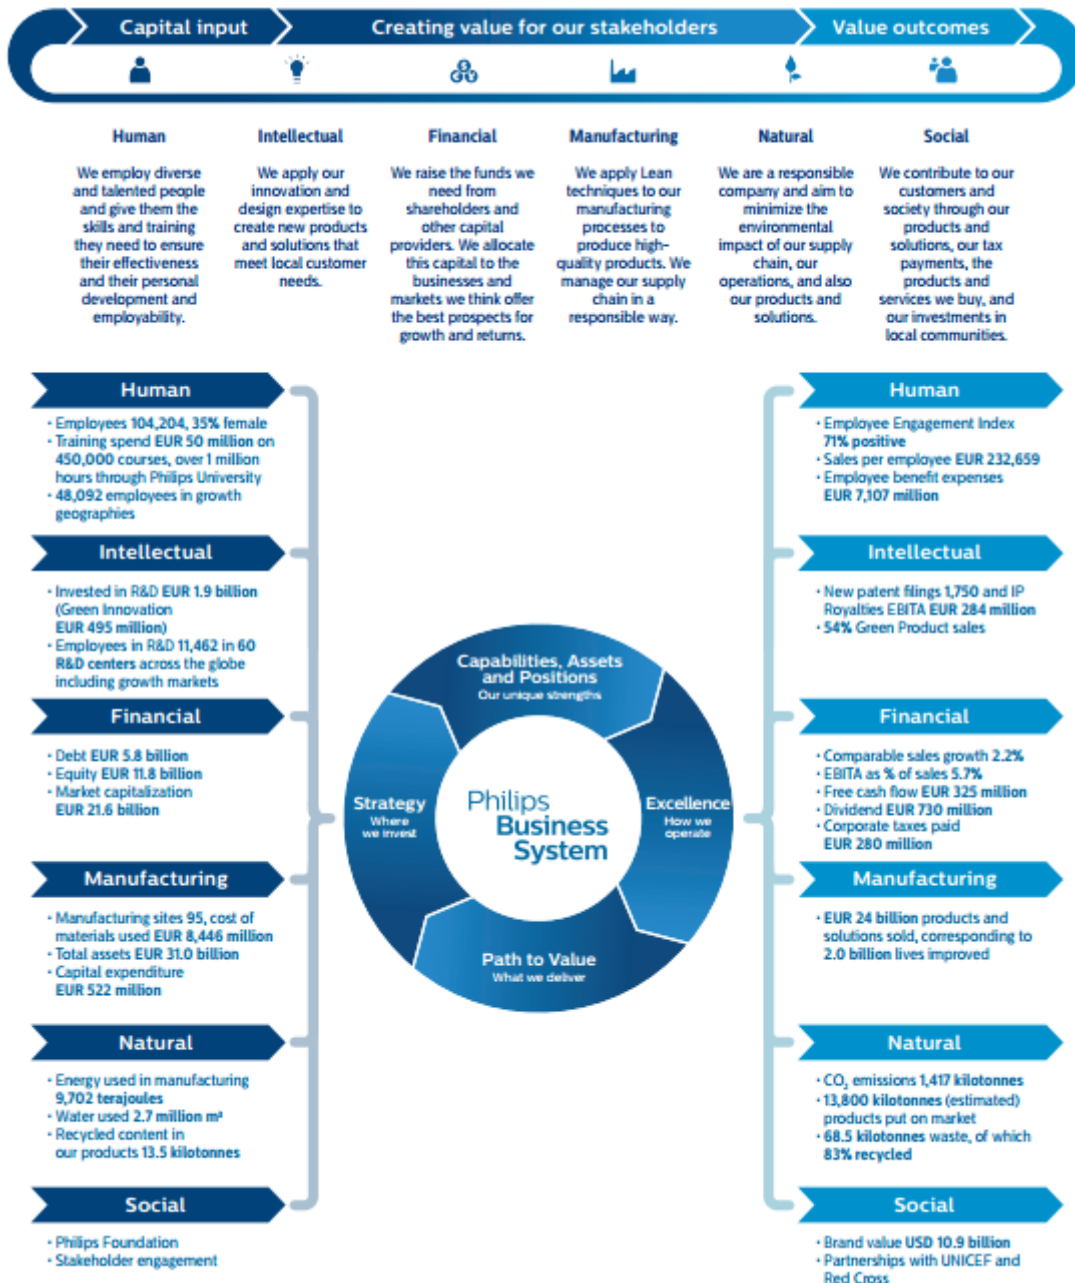 Capital input
Creating value for our stakeholders
Value outcomes
Human
We employ diverse
and talented people
and give them the
skills and training
they need to ensure
their effectiveness
and their personal
development and
employability.
Intellectual
We apply our
innovation and
design expertise to
create new products
and solutions that
meet local customer
needs.
Financial
We raise the funds we
need from
shareholders and
other capital
providers. We allocate
this capital to the
businesses and
markets we think offer
the best prospects for
growth and returns.
Manufacturing
We apply Lean
techniques to our
manufacturing
processes to
produce high-
quality products. We
manage our supply
chain in a
responsible way.
Natural
We are a responsible
company and aim to
minimize the
environmental
impact of our supply
chain, our
operations, and also
our products and
solutions.
Social
We contribute to our
customers and
society through our
products and
solutions, our tax
payments, the
products and
services we buy, and
our investments in
local communities.
Human
• Employees 104,204, 35% female
• Training spend EUR 50 million on
450,000 courses, over 1 million
hours through Philips University
• 48,092 employees in growth
geographies
Intellectual
• Invested in R&D EUR 1.9 billion
(Green Innovation
EUR 495 million)
• Employees in R&D 11,462 in 60
R&D centers across the globe
including growth markets
Financial
• Debt EUR 5.8 billion
• Equity EUR 11.8 billion
• Market capitalization
EUR 21.6 billion
Manufacturing
• Manufacturing sites 95, cost of
materials used EUR 8,446 million
• Total assets EUR 31.0 billion
• Capital expenditure
EUR 522 million
Natural
• Energy used in manufacturing
9,702 terajoules
• Water used 2.7 million m³
• Recycled content in
our products 13.5 kilotonnes
Social
• Philips Foundation
• Stakeholder engagement
Capabilities, Assets
and Positions
Our unique strengths
Strategy
Where
we invest
Philips
Business
System
Excellence
How we
operate
Path to Value
What we deliver
Human
• Employee Engagement Index
71% positive
• Sales per employee EUR 232,659
• Employee benefit expenses
EUR 7,107 million
Intellectual
• New patent filings 1,750 and IP
Royalties EBITA EUR 284 million
• 54% Green Product sales
Financial
• Comparable sales growth 2.2%
• EBITA as % of sales 5.7%
• Free cash flow EUR 325 million
• Dividend EUR 730 million
• Corporate taxes paid
EUR 280 million
Manufacturing
• EUR 24 billion products and
solutions sold, corresponding to
2.0 billion lives improved
Natural
• CO₂ emissions 1,417 kilotonnes
• 13,800 kilotonnes (estimated)
products put on market
• 68.5 kilotonnes waste, of which
83% recycled
Social
• Brand value USD 10.9 billion
• Partnerships with UNICEF and
Red Cross